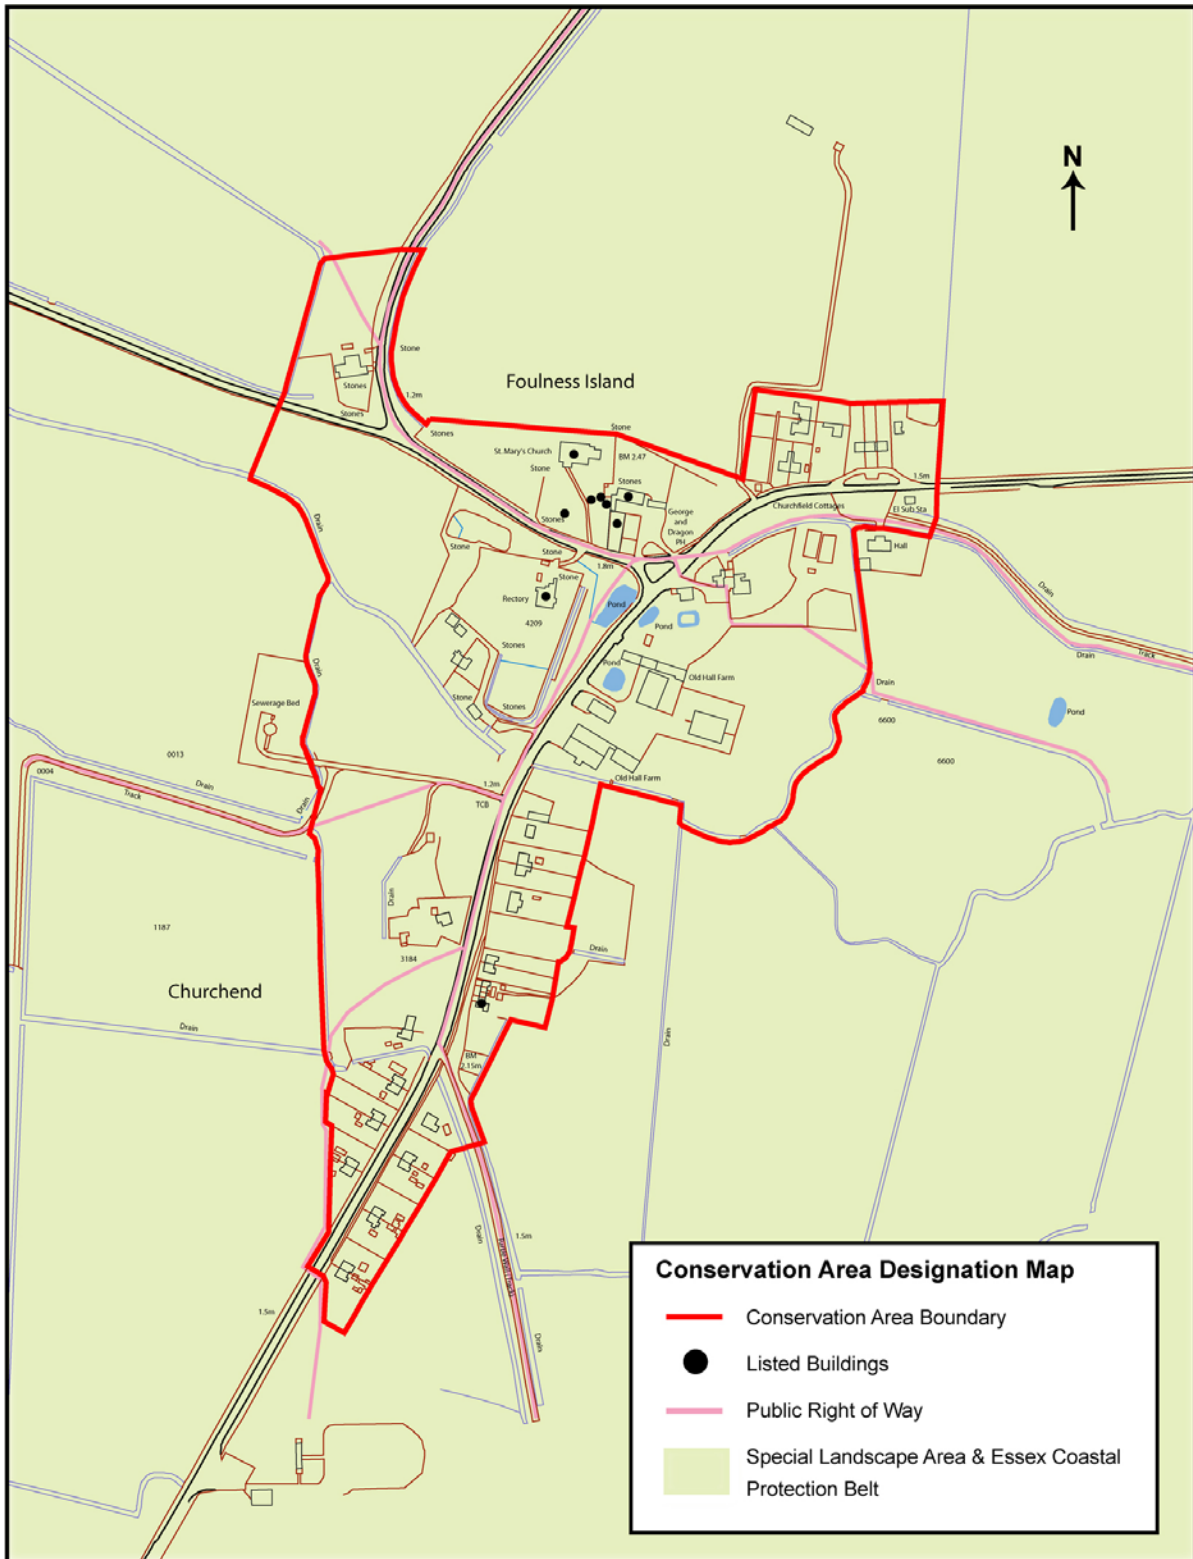 N
Foulness Island
Stone
Stones
1.2m
Stones
Stones
Stone
St. Mary's Church
BM 2.47
Stone
Stones
Stones
George
and
Dragon
PH
Churchfield Cottages
1.5m
El Sub Sta
Hall
Drain
Stone
Stone
1.8m
Stone
Rectory
4209
Pond
Pond
Drain
Drain
Track
Stones
Drain
Pond
Old Hall Farm
Drain
Stone
Stones
Sewerage Bed
6600
Pond
6600
0013
0004
Track
Drain
Drain
1.2m
TCB
Old Hall Farm
Drain
1187
3184
Drain
Churchend
Drain
Drain
BM
2.15m
Drain
1.5m
1.5m
Drain
Conservation Area Designation Map
Conservation Area Boundary
Listed Buildings
Public Right of Way
Special Landscape Area & Essex Coastal
Protection Belt